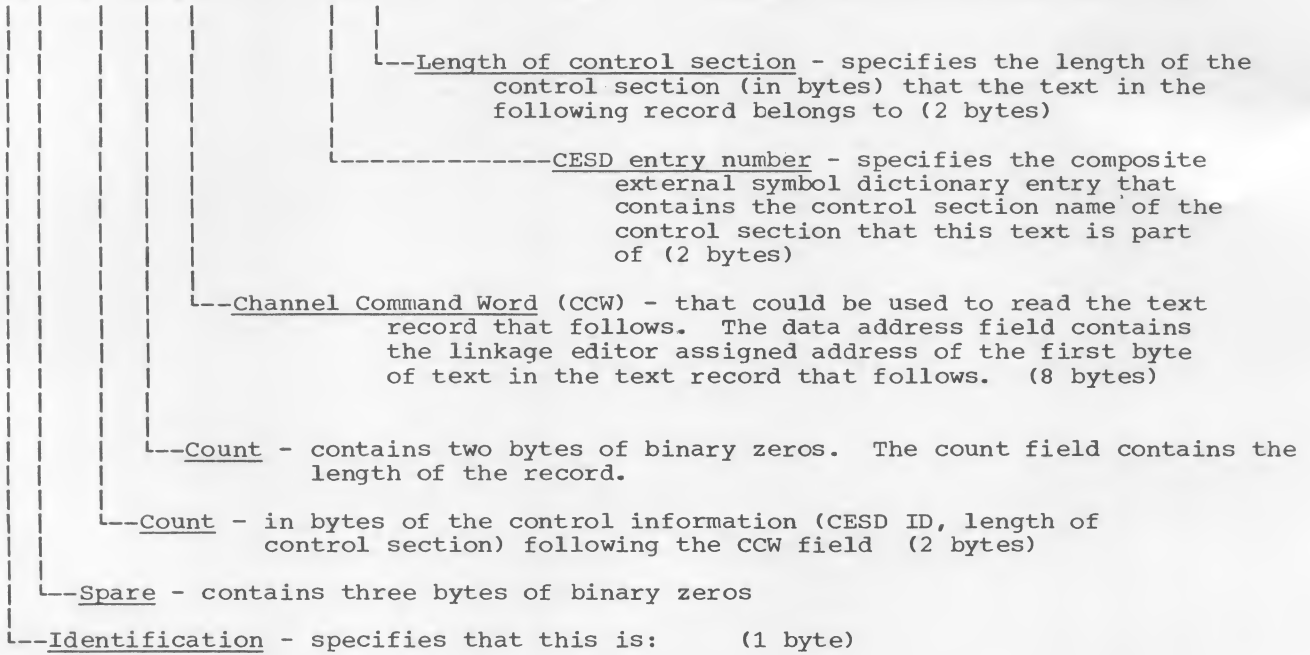 Length of control section - specifies the length of the
control section (in bytes) that the text in the
following record belongs to (2 bytes)
CESD entry number - specifies the composite
external symbol dictionary entry that
contains the control section name of the
control section that this text is part
of (2 bytes)
Channel Command Word (CCW) - that could be used to read the text
record that follows. The data address field contains
the linkage editor assigned address of the first byte
of text in the text record that follows. (8 bytes)
Count - contains two bytes of binary zeros. The count field contains the
length of the record.
Count - in bytes of the control information (CESD ID, length of
control section) following the CCW field (2 bytes)
Spare - contains three bytes of binary zeros
Identification - specifies that this is: (1 byte)